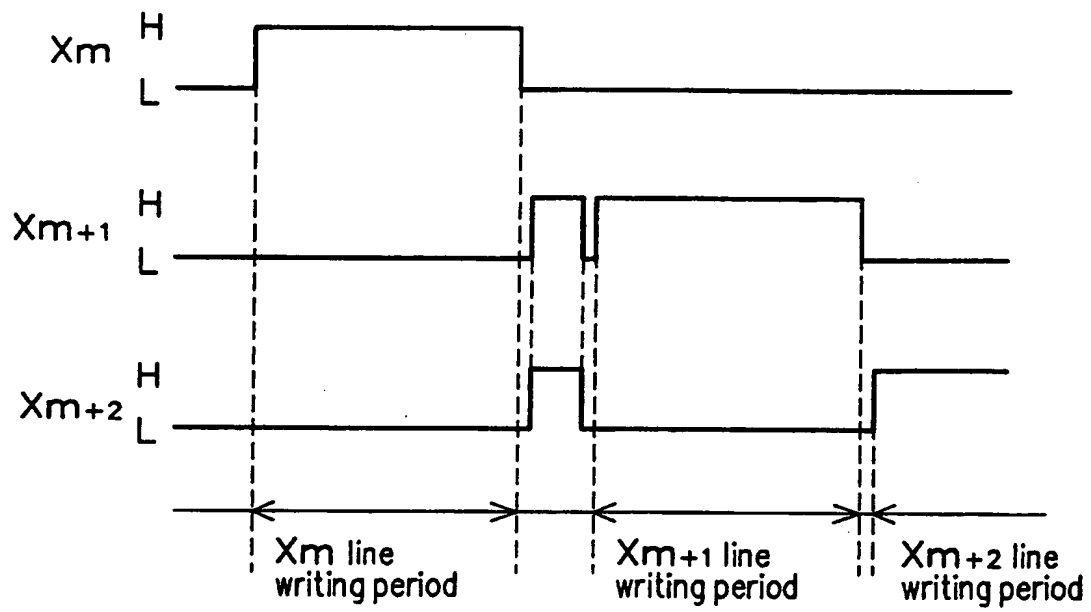 H
Xm
L
H
Xm+1
L
H
Xm+2
L
Xm line
writing period
Xm+1 line
writing period
Xm+2 line
writing period